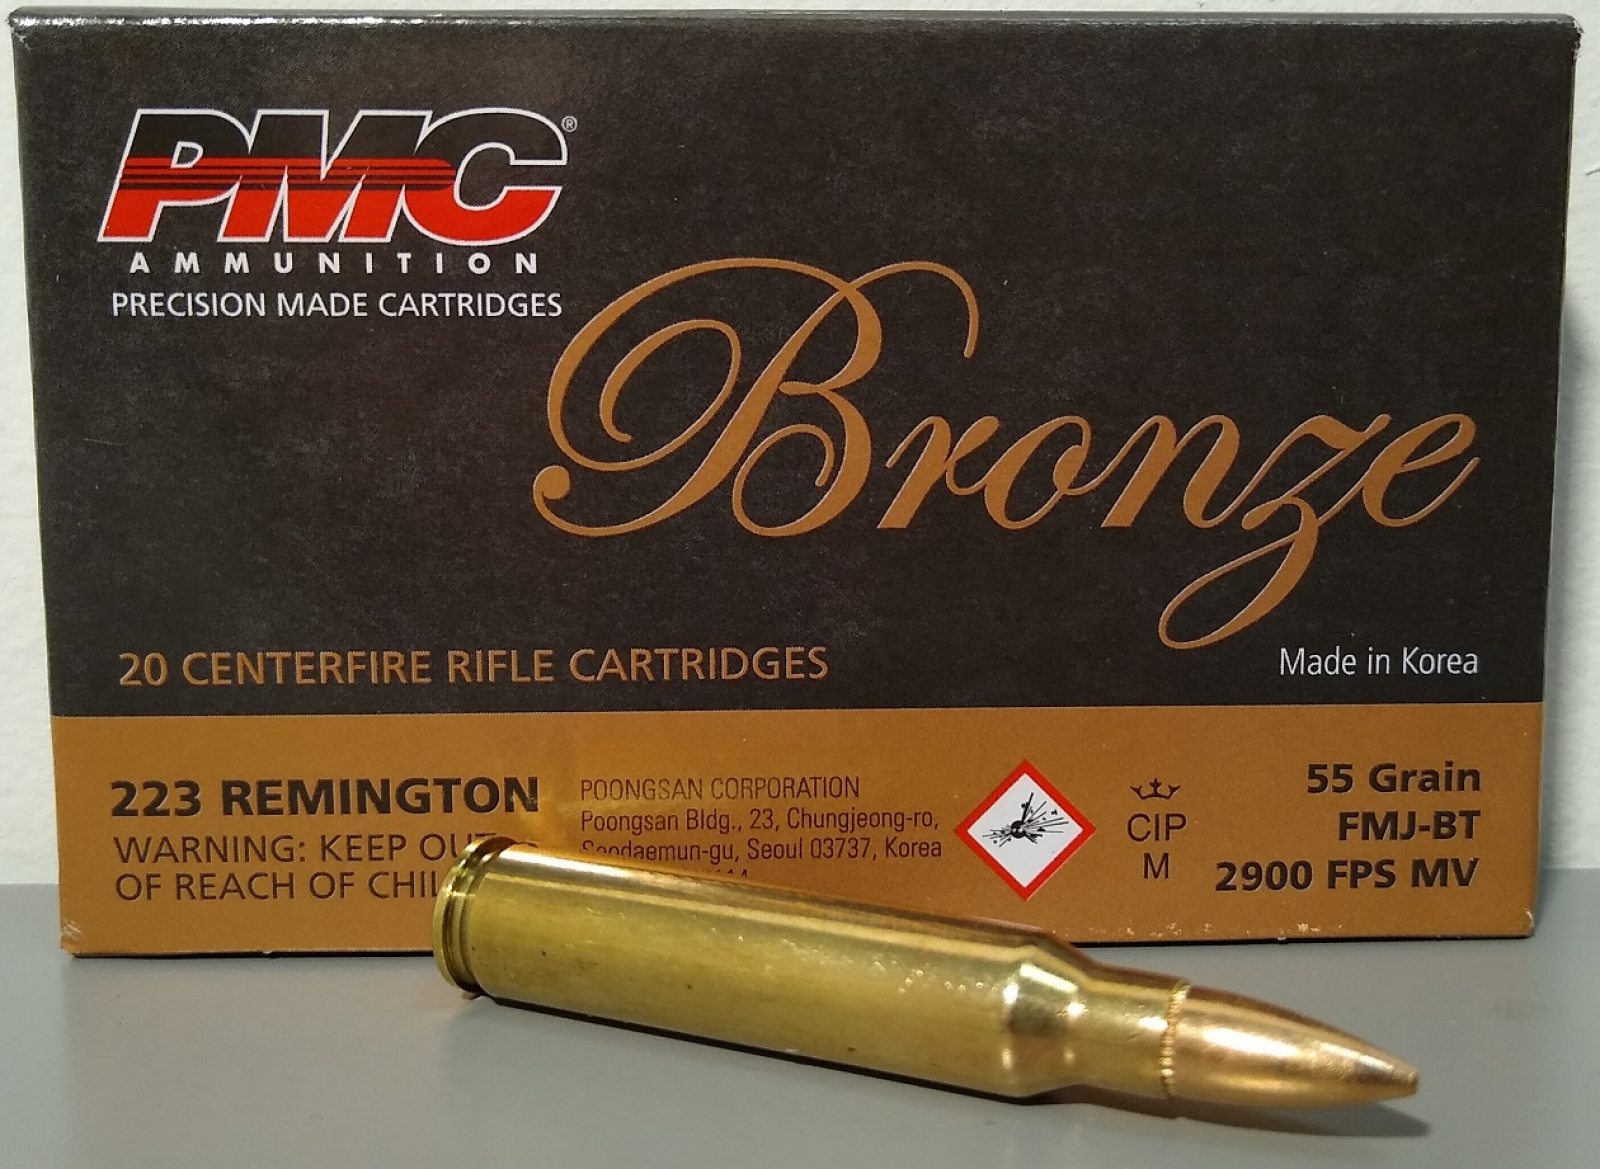 PMC®
AMMUNITION
PRECISION MADE CARTRIDGES
Bronze
20 CENTERFIRE RIFLE CARTRIDGES
Made in Korea
223 REMINGTON
WARNING: KEEP OUT
OF REACH OF CHIL
POONGSAN CORPORATION
Poongsan Bldg., 23, Chungjeong-ro,
Seodaemun-gu, Seoul 03737, Korea
CIP
M
55 Grain
FMJ-BT
2900 FPS MV